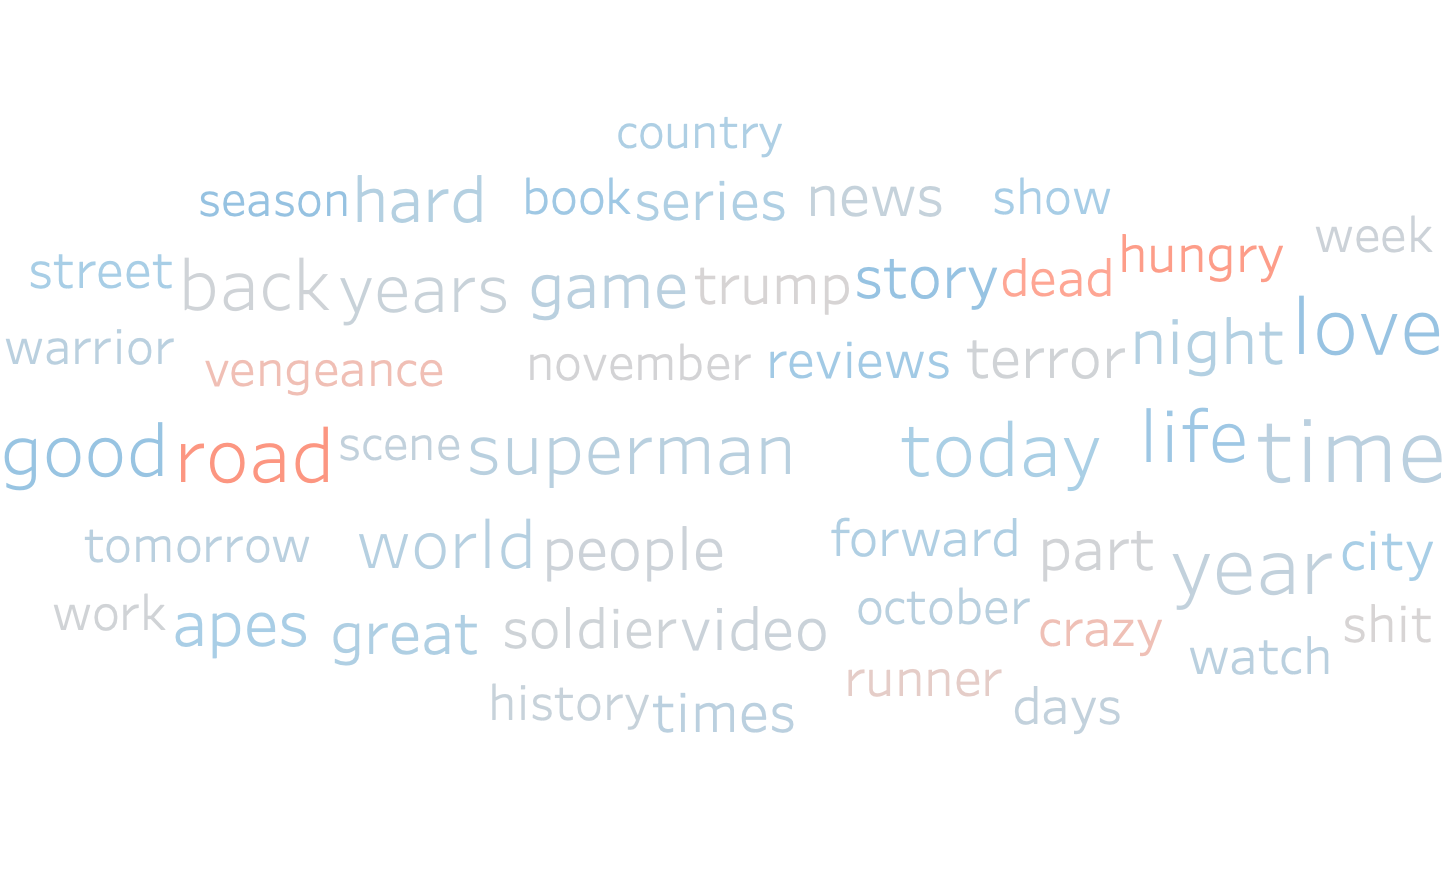 country
season hard book series news show
week
street back years game trump story dead hungry
warrior vengeance november reviews terror night love
good road scene superman today life time
tomorrow world people forward part year city
work apes great soldier video october crazy watch shit
history times runner days